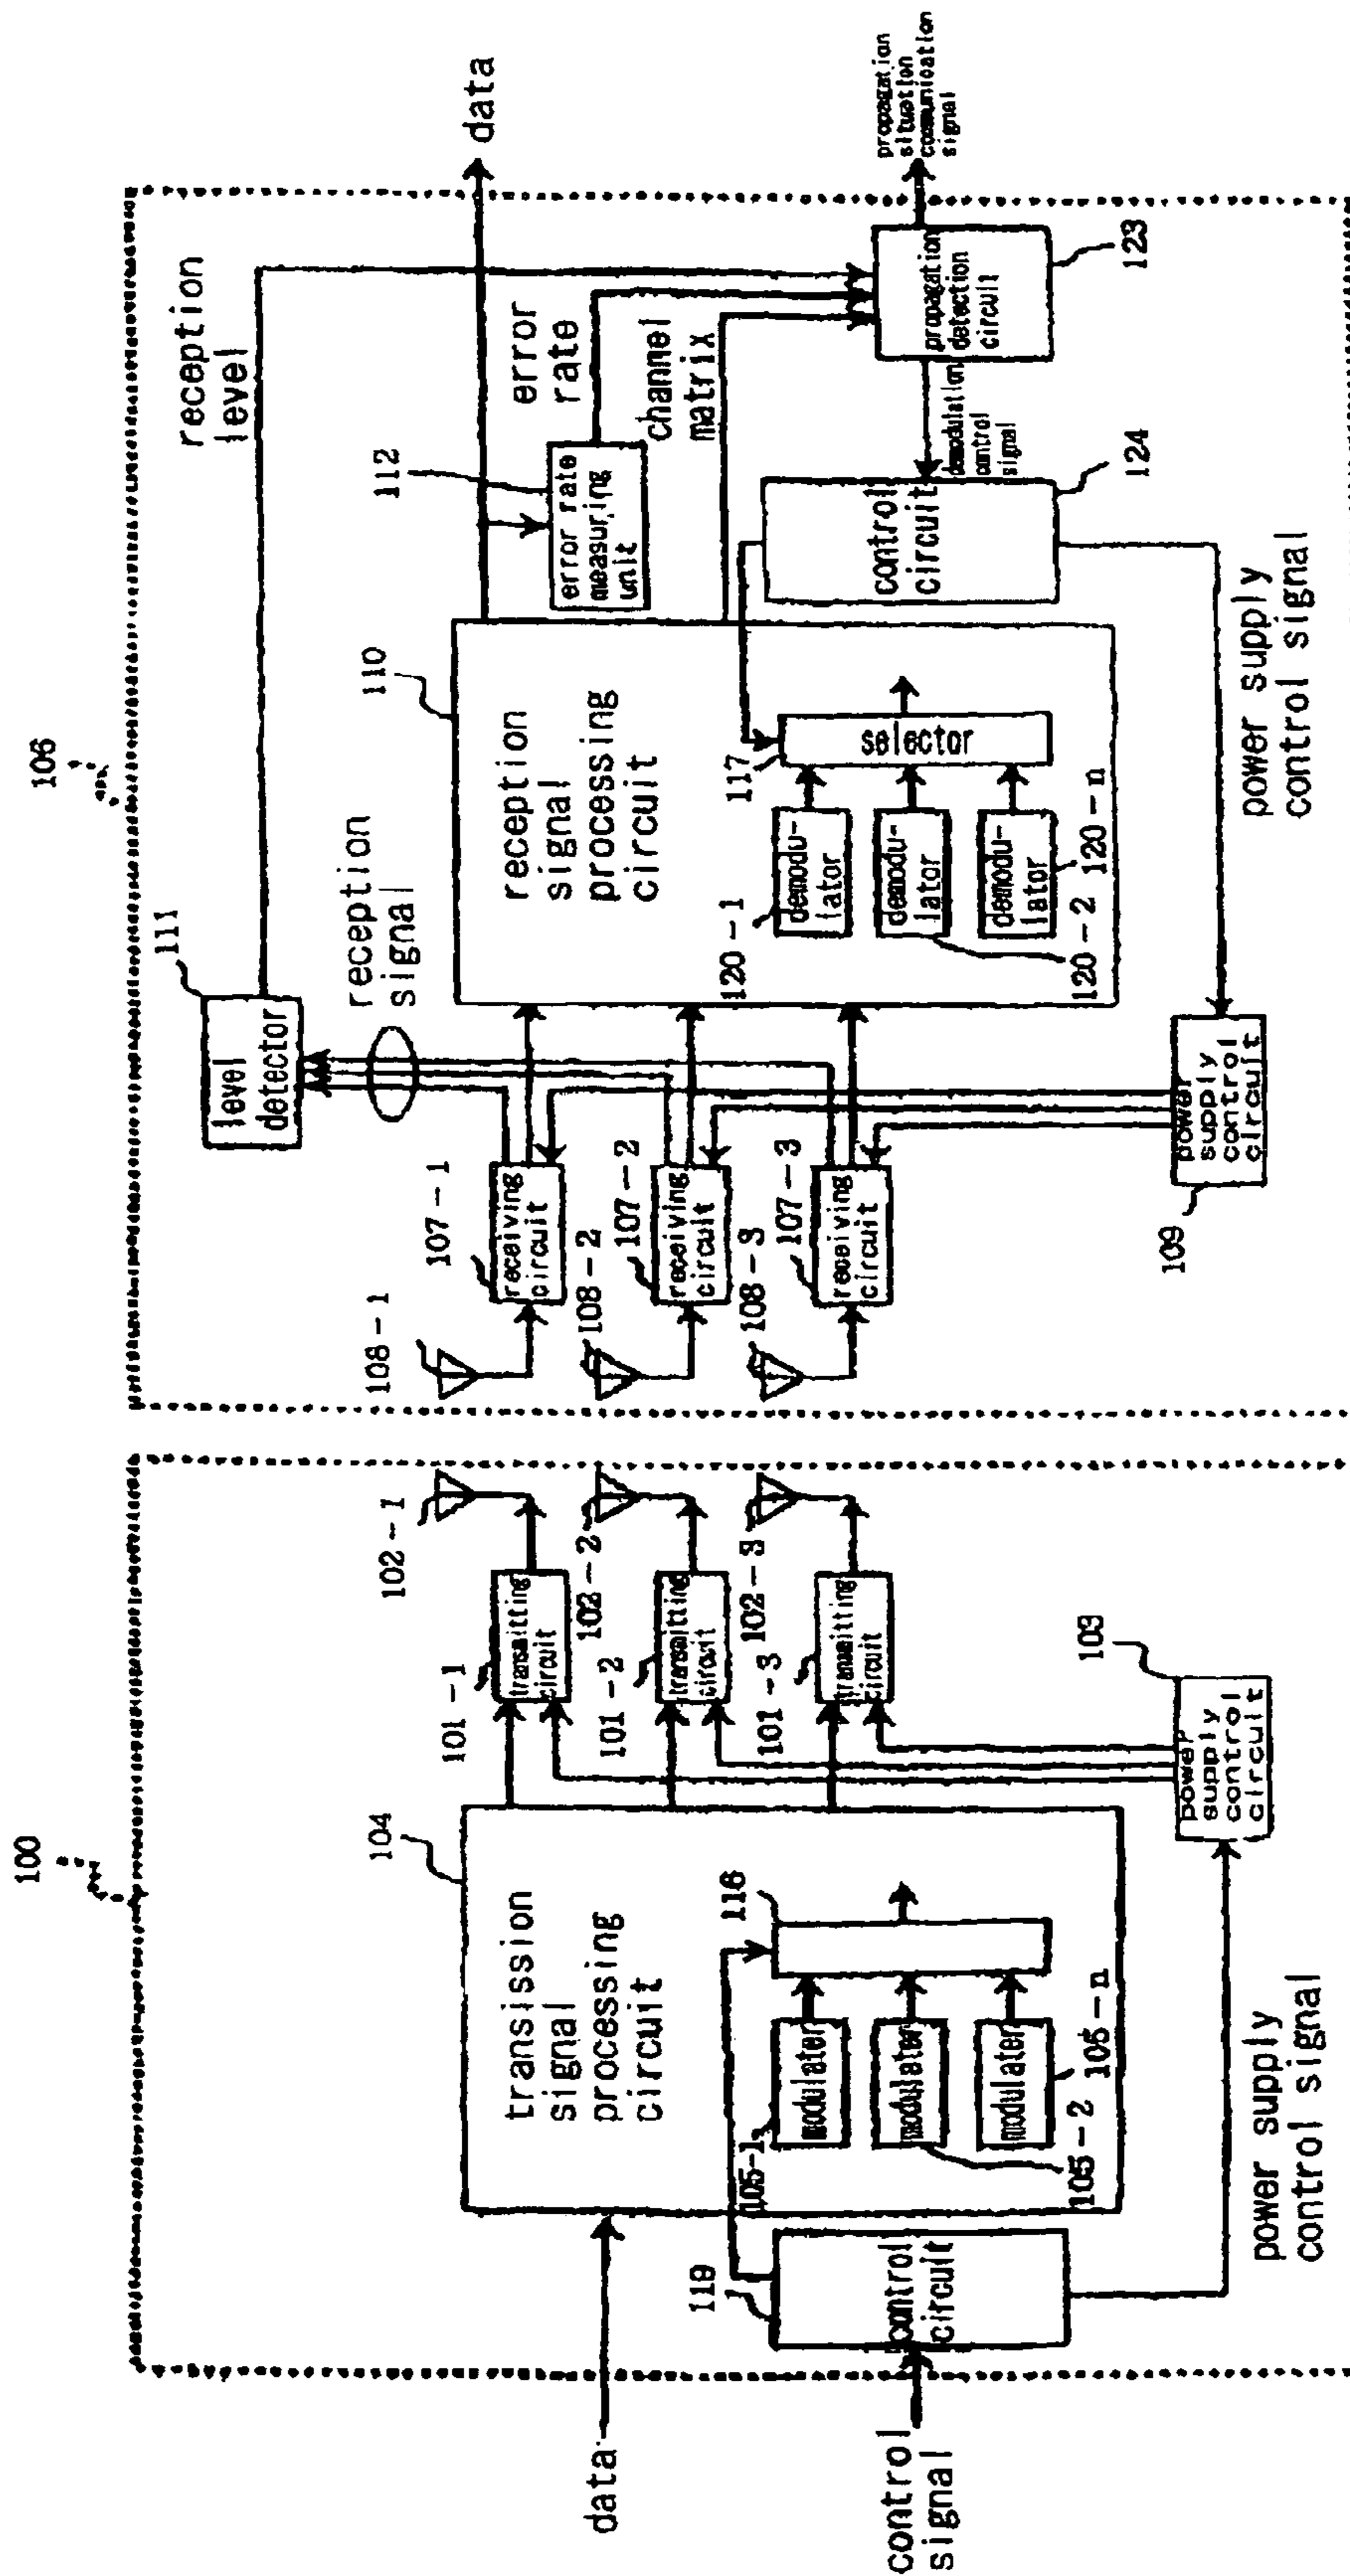 100
data
control
signal
119
control
circuit
104
transmission
signal
processing
circuit
105-1
modulater
modulater
modulater
105-2
105-n
116
power supply
control signal
103
power
supply
control
circuit
101-1
transmitting
circuit
101-2
transmitting
circuit
101-3
transmitting
circuit
102-1
102-2
102-3
106
108-1
108-2
108-3
107-1
receiving
circuit
107-2
receiving
circuit
107-3
receiving
circuit
111
level
detector
reception
signal
109
power
supply
control
circuit
110
reception
signal
processing
circuit
120-1
demodu-
lator
demodu-
lator
demodu-
lator
120-2
120-n
117
selector
power supply
control signal
112
error rate
measuring
unit
reception
level
error
rate
channel
matrix
control
circuit
124
demodulation
control
signal
propagation
detection
circuit
123
data
propagation
situation
communication
signal